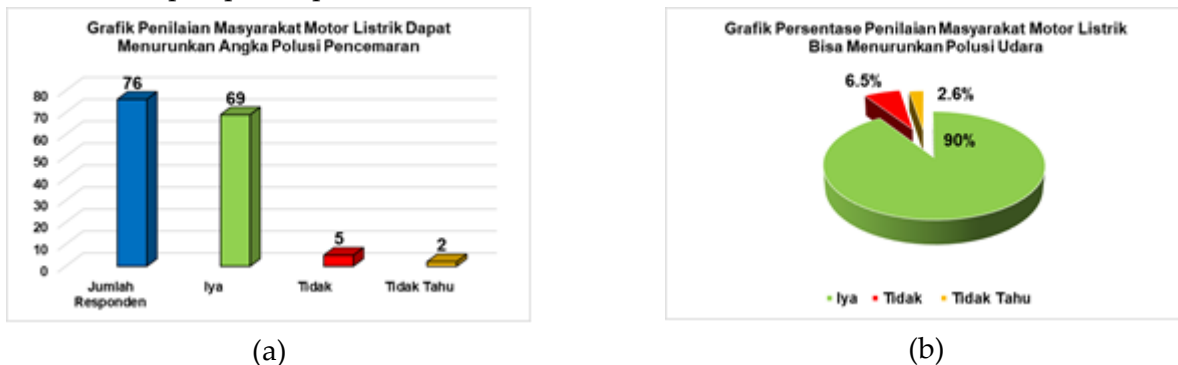 Grafik Penilaian Masyarakat Motor Listrik Dapat
Menurunkan Angka Polusi Pencemaran
80
70
60
50
40
30
20
10
0
76
69
5
2
Jumlah
Responden
Iya
Tidak
Tidak Tahu
(a)
Grafik Persentase Penilaian Masyarakat Motor Listrik
Bisa Menurunkan Polusi Udara
6.5%
2.6%
90%
Iya Tidak Tidak Tahu
(b)